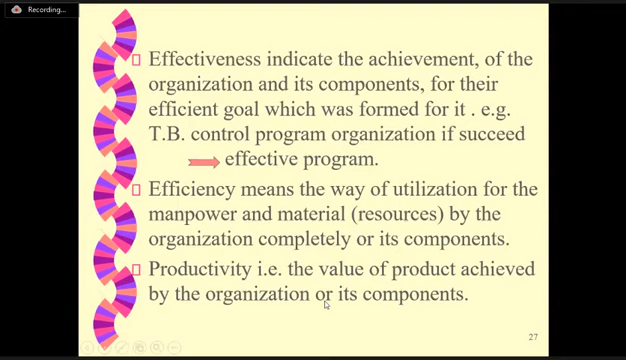 Recording...
Effectiveness indicate the achievement, of the
organization and its components, for their
efficient goal which was formed for it . e.g.
T.B. control program organization if succeed
effective program.
Efficiency means the way of utilization for the
manpower and material (resources) by the
organization completely or its components.
Productivity i.e. the value of product achieved
by the organization or its components.
27